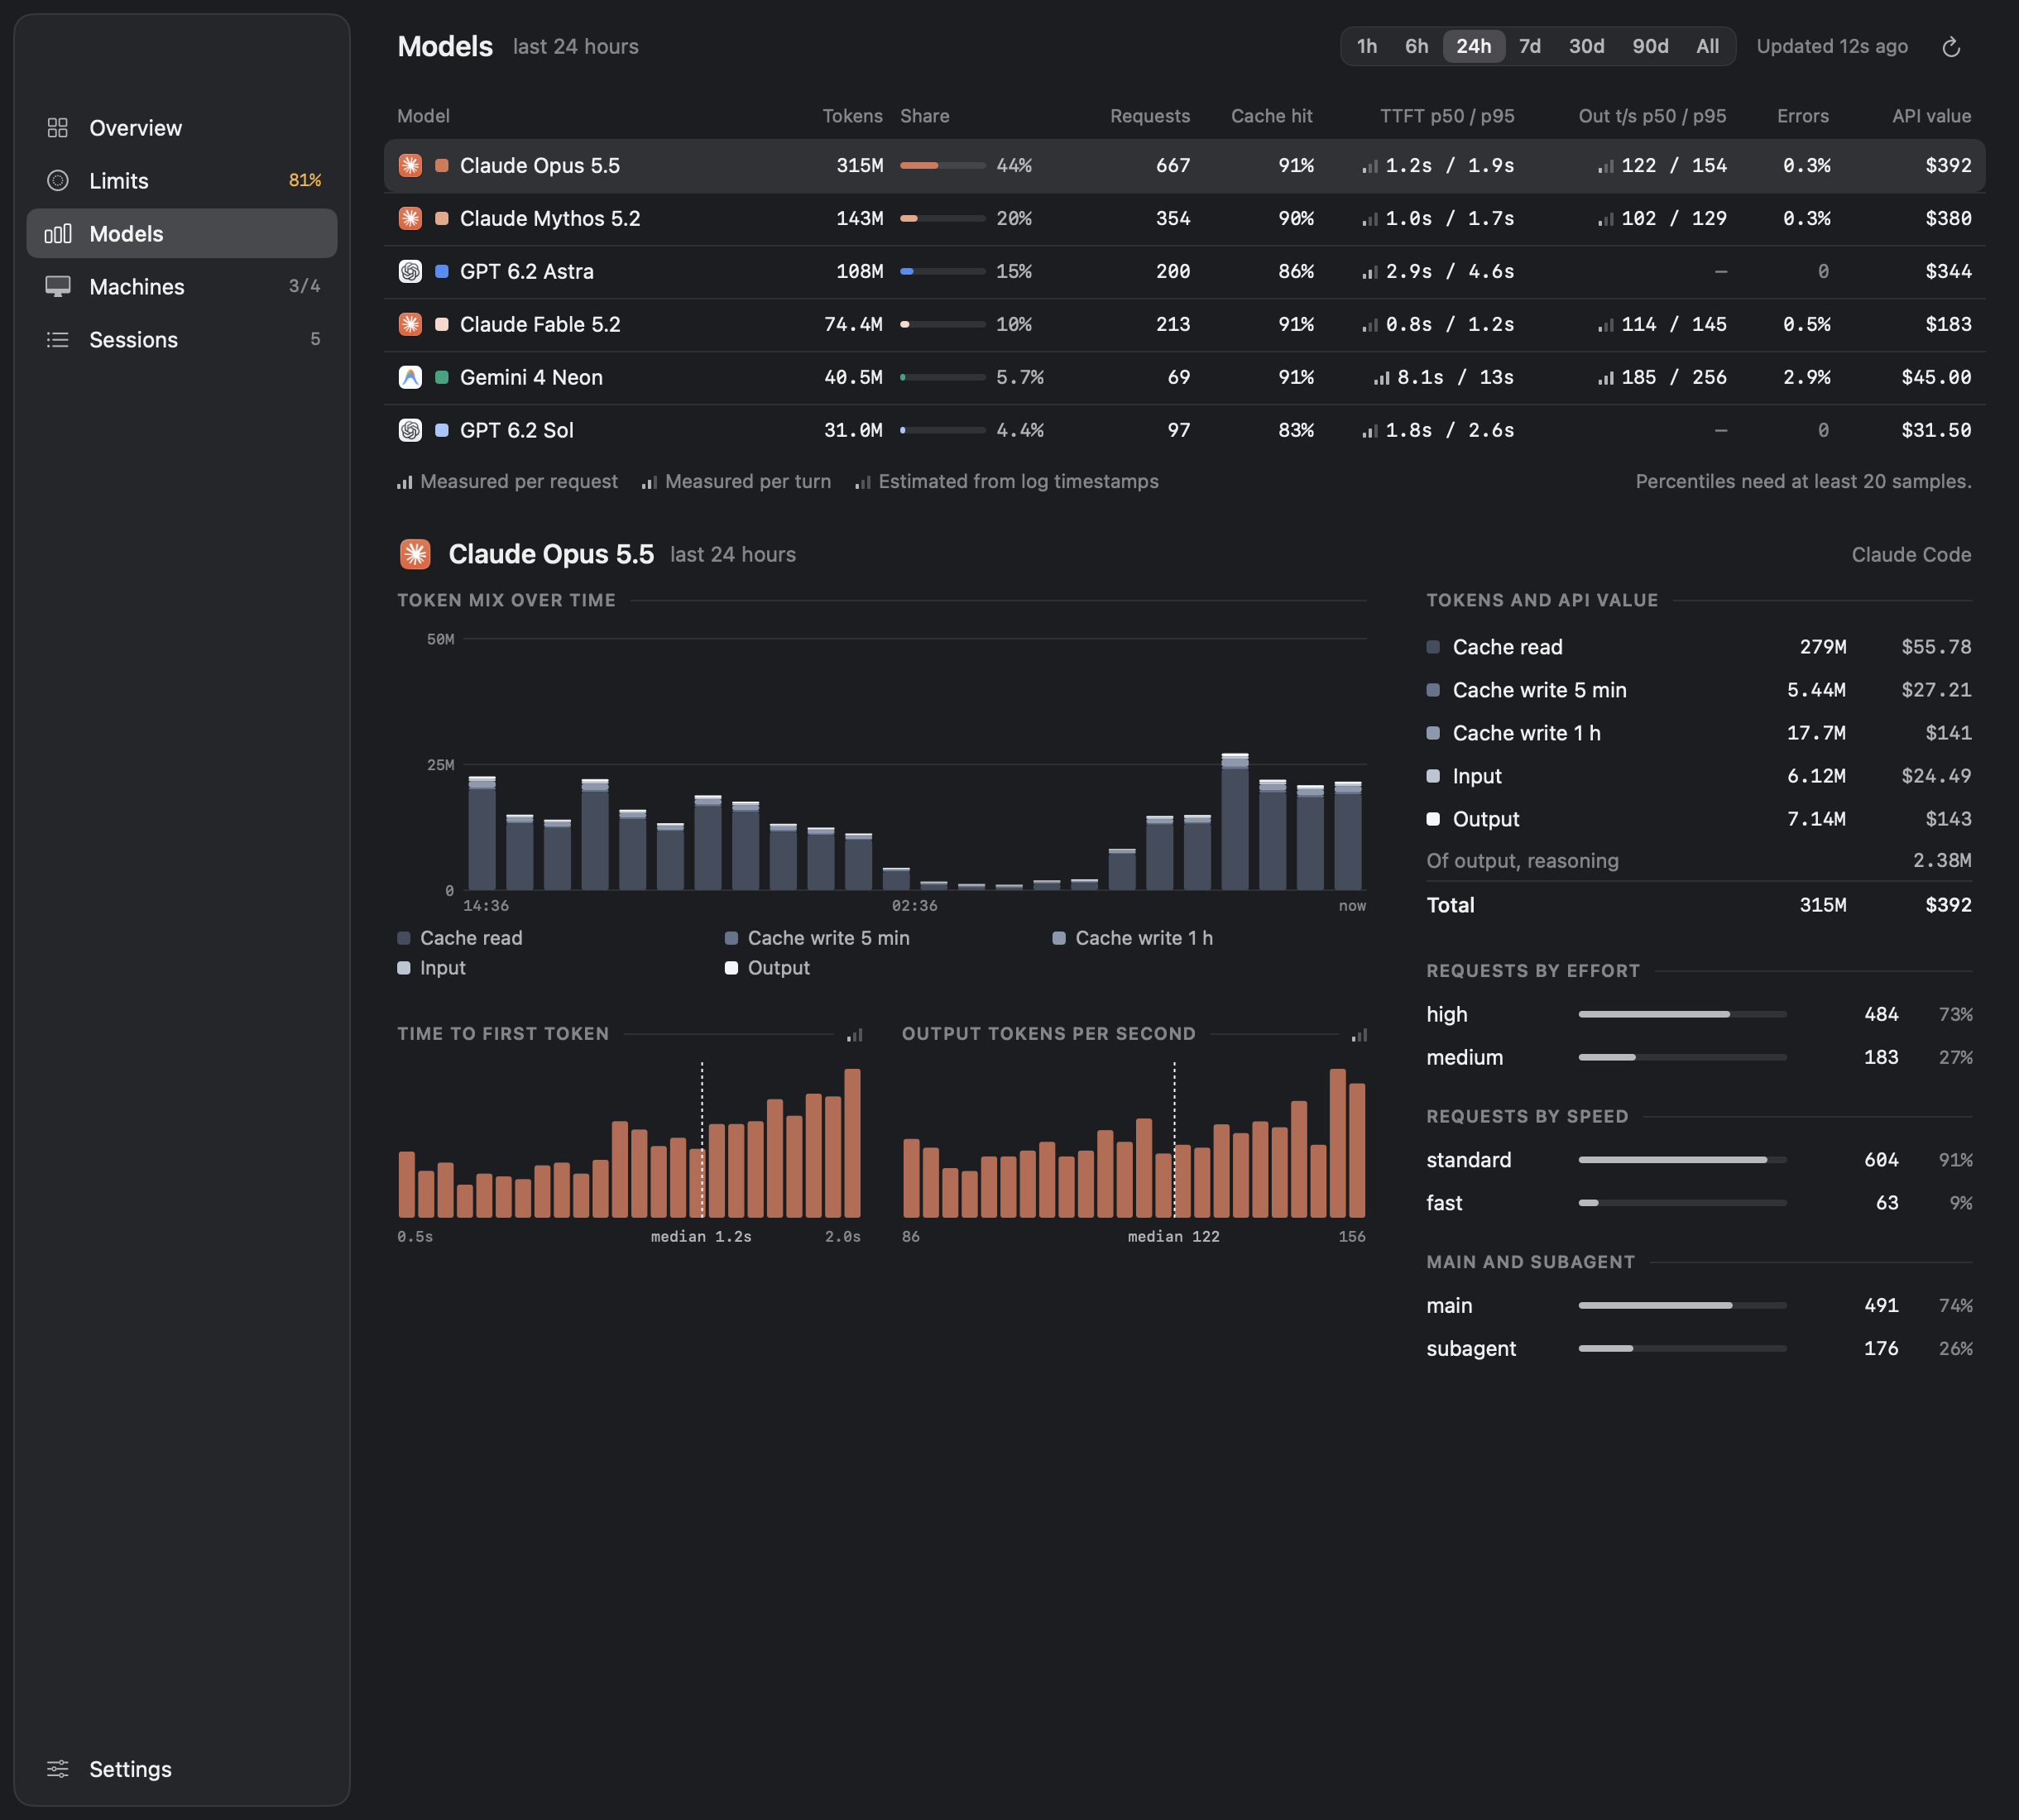 Models last 24 hours 1h 6h 24h 7d 30d 90d All Updated 12s ago
Overview
Limits 81%
Models
Machines 3/4
Sessions 5
Settings
Model Tokens Share Requests Cache hit TTFT p50 / p95 Out t/s p50 / p95 Errors API value
Claude Opus 5.5 315M 44% 667 91% 1.2s / 1.9s 122 / 154 0.3% $392
Claude Mythos 5.2 143M 20% 354 90% 1.0s / 1.7s 102 / 129 0.3% $380
GPT 6.2 Astra 108M 15% 200 86% 2.9s / 4.6s — 0 $344
Claude Fable 5.2 74.4M 10% 213 91% 0.8s / 1.2s 114 / 145 0.5% $183
Gemini 4 Neon 40.5M 5.7% 69 91% 8.1s / 13s 185 / 256 2.9% $45.00
GPT 6.2 Sol 31.0M 4.4% 97 83% 1.8s / 2.6s — 0 $31.50
Measured per request Measured per turn Estimated from log timestamps Percentiles need at least 20 samples.
Claude Opus 5.5 last 24 hours Claude Code
TOKEN MIX OVER TIME
50M
25M
0
14:36 02:36 now
Cache read Cache write 5 min Cache write 1 h
Input Output
TIME TO FIRST TOKEN
0.5s median 1.2s 2.0s
OUTPUT TOKENS PER SECOND
86 median 122 156
TOKENS AND API VALUE
Cache read 279M $55.78
Cache write 5 min 5.44M $27.21
Cache write 1 h 17.7M $141
Input 6.12M $24.49
Output 7.14M $143
Of output, reasoning 2.38M
Total 315M $392
REQUESTS BY EFFORT
high 484 73%
medium 183 27%
REQUESTS BY SPEED
standard 604 91%
fast 63 9%
MAIN AND SUBAGENT
main 491 74%
subagent 176 26%